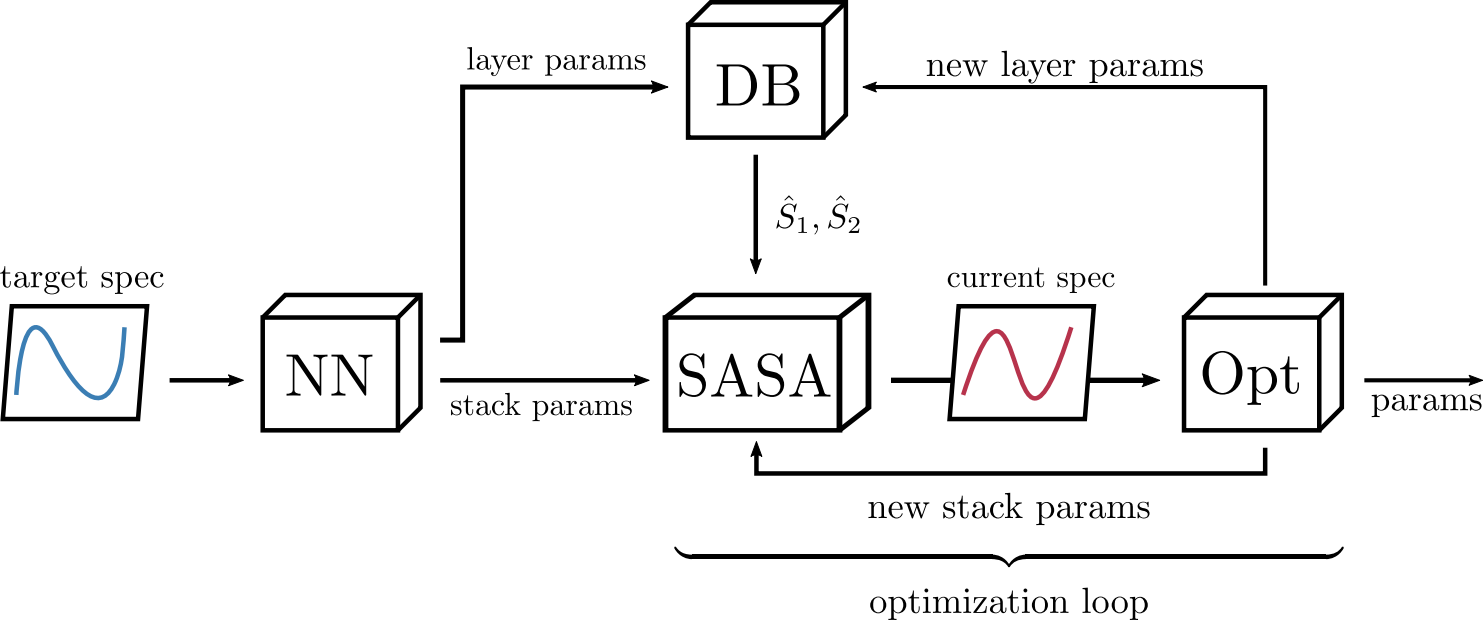 DB
layer params
new layer params
Ŝ₁, Ŝ₂
target spec
current spec
NN
SASA
Opt
stack params
params
new stack params
optimization loop